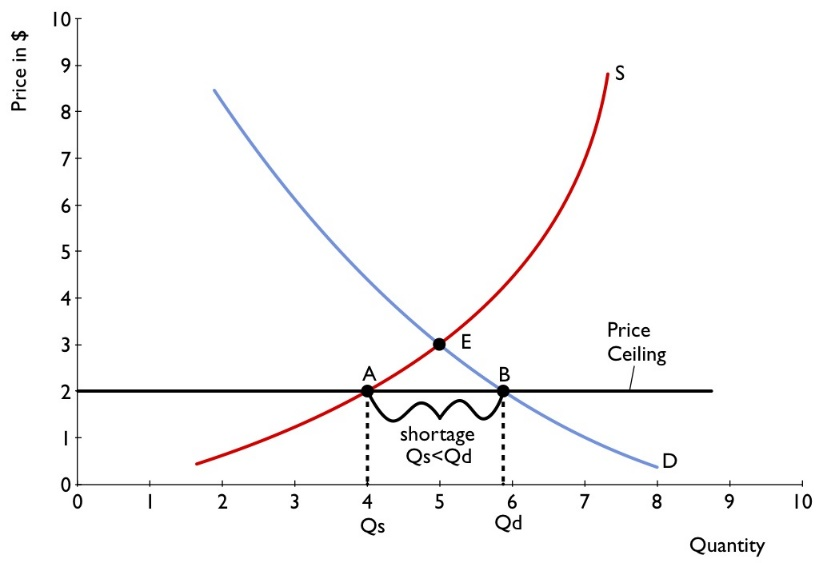 Price in $
10
9
8
7
6
5
4
3
2
1
0
S
E
Price
Ceiling
A
B
shortage
Qs<Qd
D
0 1 2 3 4 5 6 7 8 9 10
Qs
Qd
Quantity